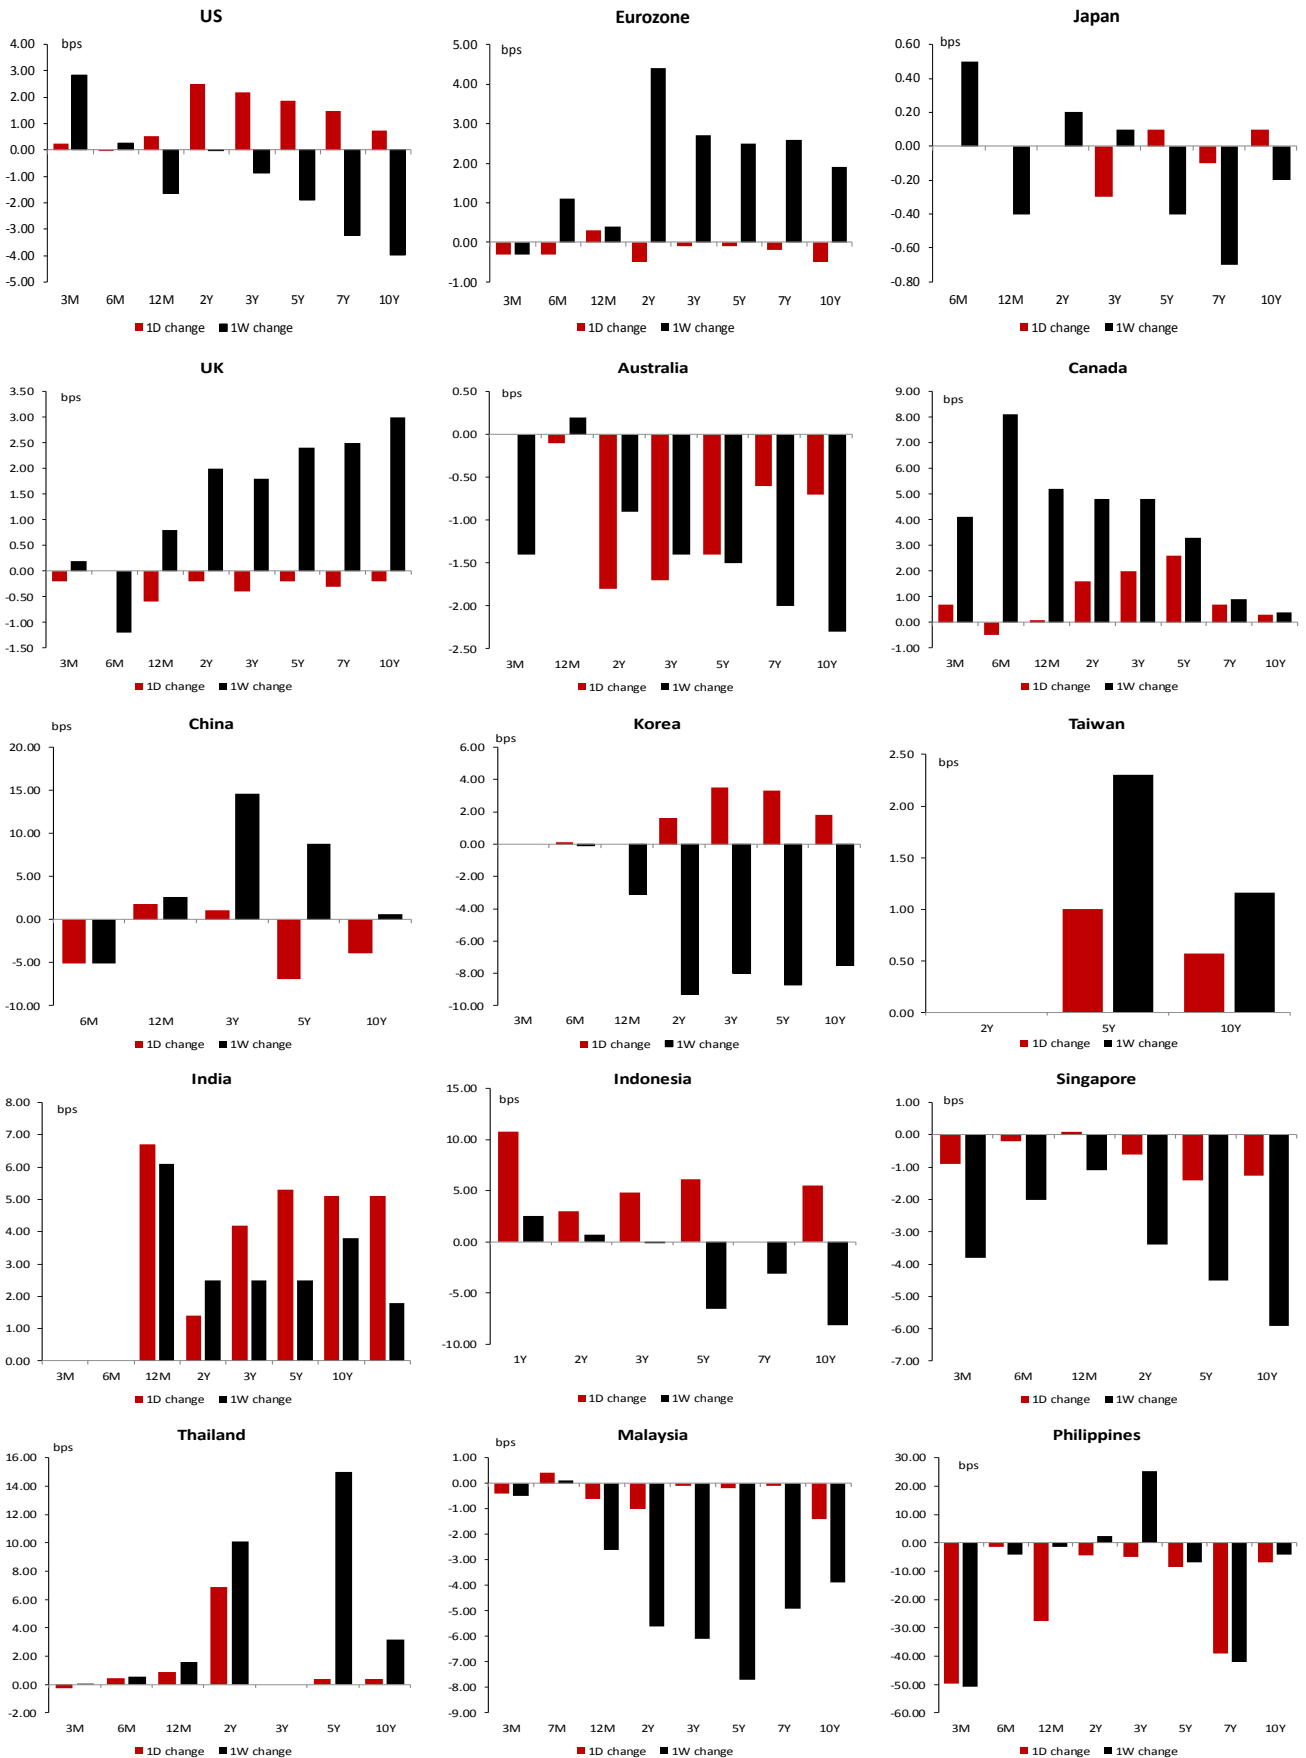 US
bps
4.00
3.00
2.00
1.00
0.00
-1.00
-2.00
-3.00
-4.00
-5.00
3M 6M 12M 2Y 3Y 5Y 7Y 10Y
1D change 1W change
Eurozone
bps
5.00
4.00
3.00
2.00
1.00
0.00
-1.00
3M 6M 12M 2Y 3Y 5Y 7Y 10Y
1D change 1W change
Japan
bps
0.60
0.40
0.20
0.00
-0.20
-0.40
-0.60
-0.80
6M 12M 2Y 3Y 5Y 7Y 10Y
1D change 1W change
UK
bps
3.50
3.00
2.50
2.00
1.50
1.00
0.50
0.00
-0.50
-1.00
-1.50
3M 6M 12M 2Y 3Y 5Y 7Y 10Y
1D change 1W change
Australia
bps
0.50
0.00
-0.50
-1.00
-1.50
-2.00
-2.50
3M 12M 2Y 3Y 5Y 7Y 10Y
1D change 1W change
Canada
bps
9.00
8.00
7.00
6.00
5.00
4.00
3.00
2.00
1.00
0.00
-1.00
3M 6M 12M 2Y 3Y 5Y 7Y 10Y
1D change 1W change
China
bps
20.00
15.00
10.00
5.00
0.00
-5.00
-10.00
6M 12M 3Y 5Y 10Y
1D change 1W change
Korea
bps
6.00
4.00
2.00
0.00
-2.00
-4.00
-6.00
-8.00
-10.00
3M 6M 12M 2Y 3Y 5Y 10Y
1D change 1W change
Taiwan
bps
2.50
2.00
1.50
1.00
0.50
0.00
2Y 5Y 10Y
1D change 1W change
India
bps
8.00
7.00
6.00
5.00
4.00
3.00
2.00
1.00
0.00
3M 6M 12M 2Y 3Y 5Y 10Y
1D change 1W change
Indonesia
bps
15.00
10.00
5.00
0.00
-5.00
-10.00
1Y 2Y 3Y 5Y 7Y 10Y
1D change 1W change
Singapore
bps
1.00
0.00
-1.00
-2.00
-3.00
-4.00
-5.00
-6.00
-7.00
3M 6M 12M 2Y 5Y 10Y
1D change 1W change
Thailand
bps
16.00
14.00
12.00
10.00
8.00
6.00
4.00
2.00
0.00
-2.00
3M 6M 12M 2Y 3Y 5Y 10Y
1D change 1W change
Malaysia
bps
1.00
0.00
-1.00
-2.00
-3.00
-4.00
-5.00
-6.00
-7.00
-8.00
-9.00
3M 7M 12M 2Y 3Y 5Y 7Y 10Y
1D change 1W change
Philippines
bps
30.00
20.00
10.00
0.00
-10.00
-20.00
-30.00
-40.00
-50.00
-60.00
3M 6M 12M 2Y 3Y 5Y 7Y 10Y
1D change 1W change